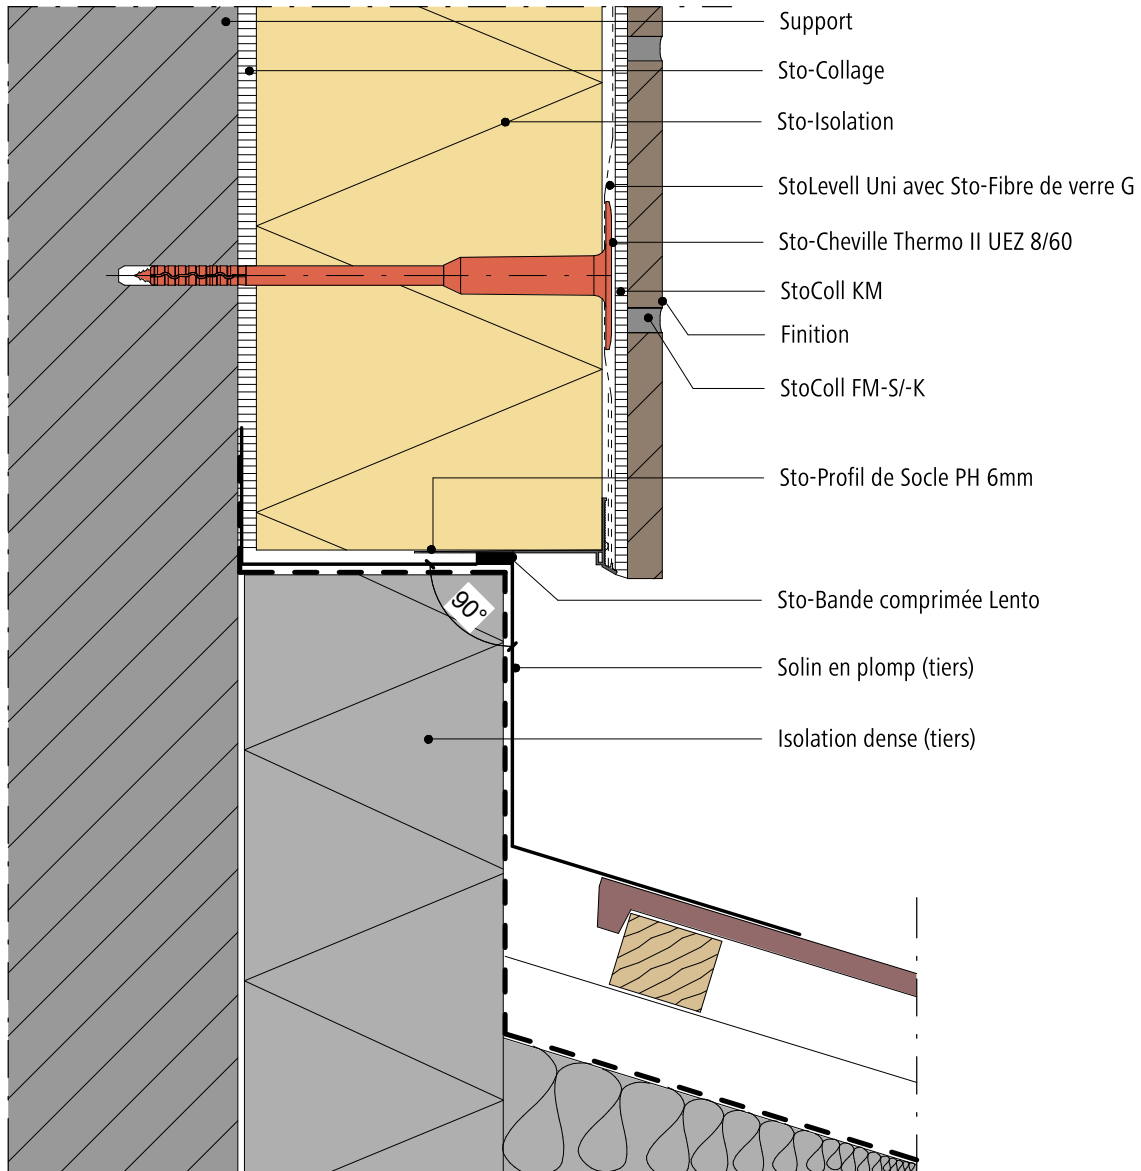 Support
Sto-Collage
Sto-Isolation
StoLevell Uni avec Sto-Fibre de verre G
Sto-Cheville Thermo II UEZ 8/60
StoColl KM
Finition
StoColl FM-S/-K
Sto-Profil de Socle PH 6mm
90°
Sto-Bande comprimée Lento
Solin en plomp (tiers)
Isolation dense (tiers)